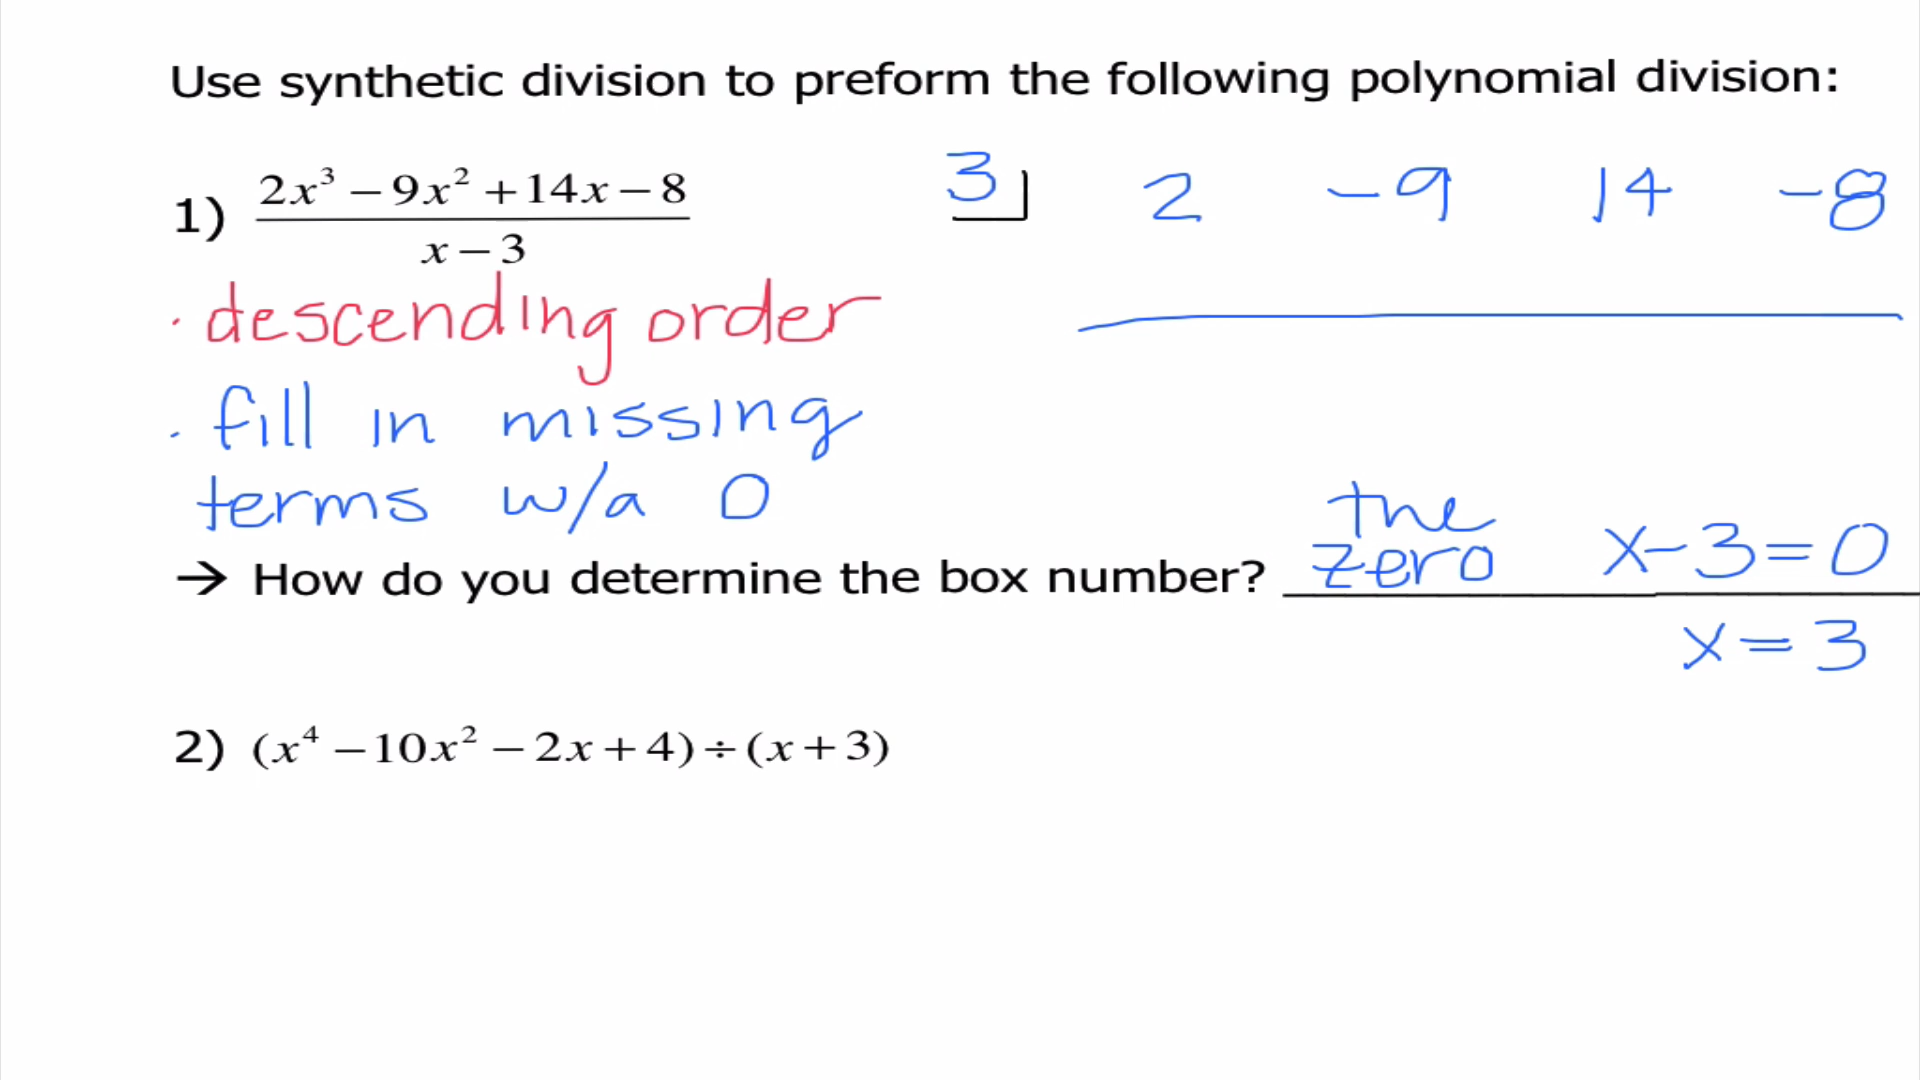 Use synthetic division to preform the following polynomial division:
1) (2x³ − 9x² + 14x − 8)/(x − 3)
3 2 −9 14 −8
· descending order
· fill in missing
terms w/a 0
→ How do you determine the box number? the zero x−3=0
x = 3
2) (x⁴ − 10x² − 2x + 4) ÷ (x + 3)